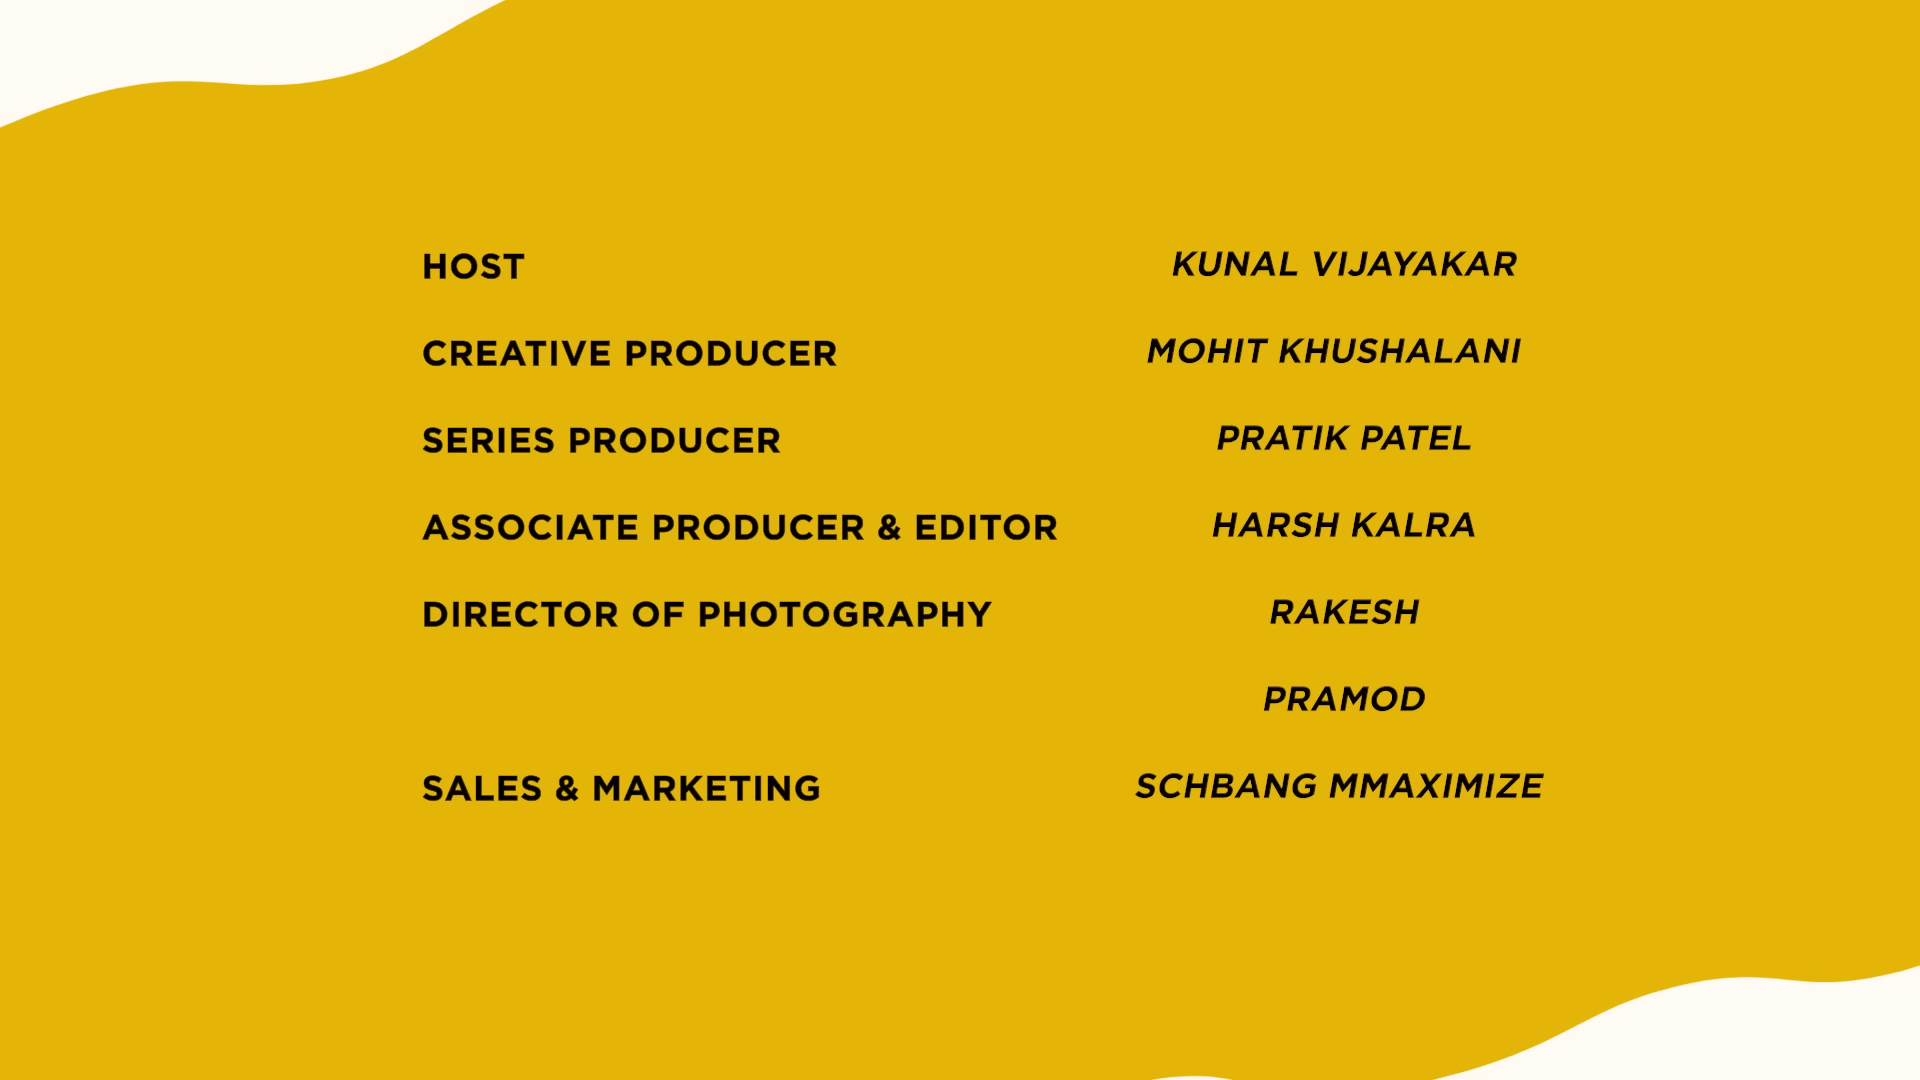 HOST KUNAL VIJAYAKAR
CREATIVE PRODUCER MOHIT KHUSHALANI
SERIES PRODUCER PRATIK PATEL
ASSOCIATE PRODUCER & EDITOR HARSH KALRA
DIRECTOR OF PHOTOGRAPHY RAKESH
PRAMOD
SALES & MARKETING SCHBANG MMAXIMIZE